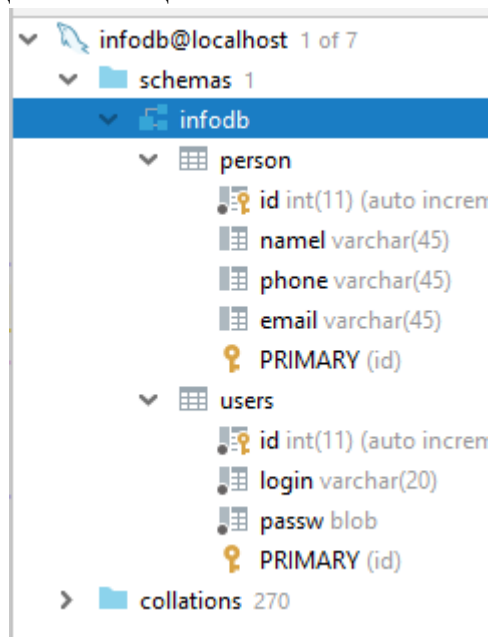 infodb@localhost 1 of 7
schemas 1
infodb
person
id int(11) (auto increm
namel varchar(45)
phone varchar(45)
email varchar(45)
PRIMARY (id)
users
id int(11) (auto increm
login varchar(20)
passw blob
PRIMARY (id)
collations 270